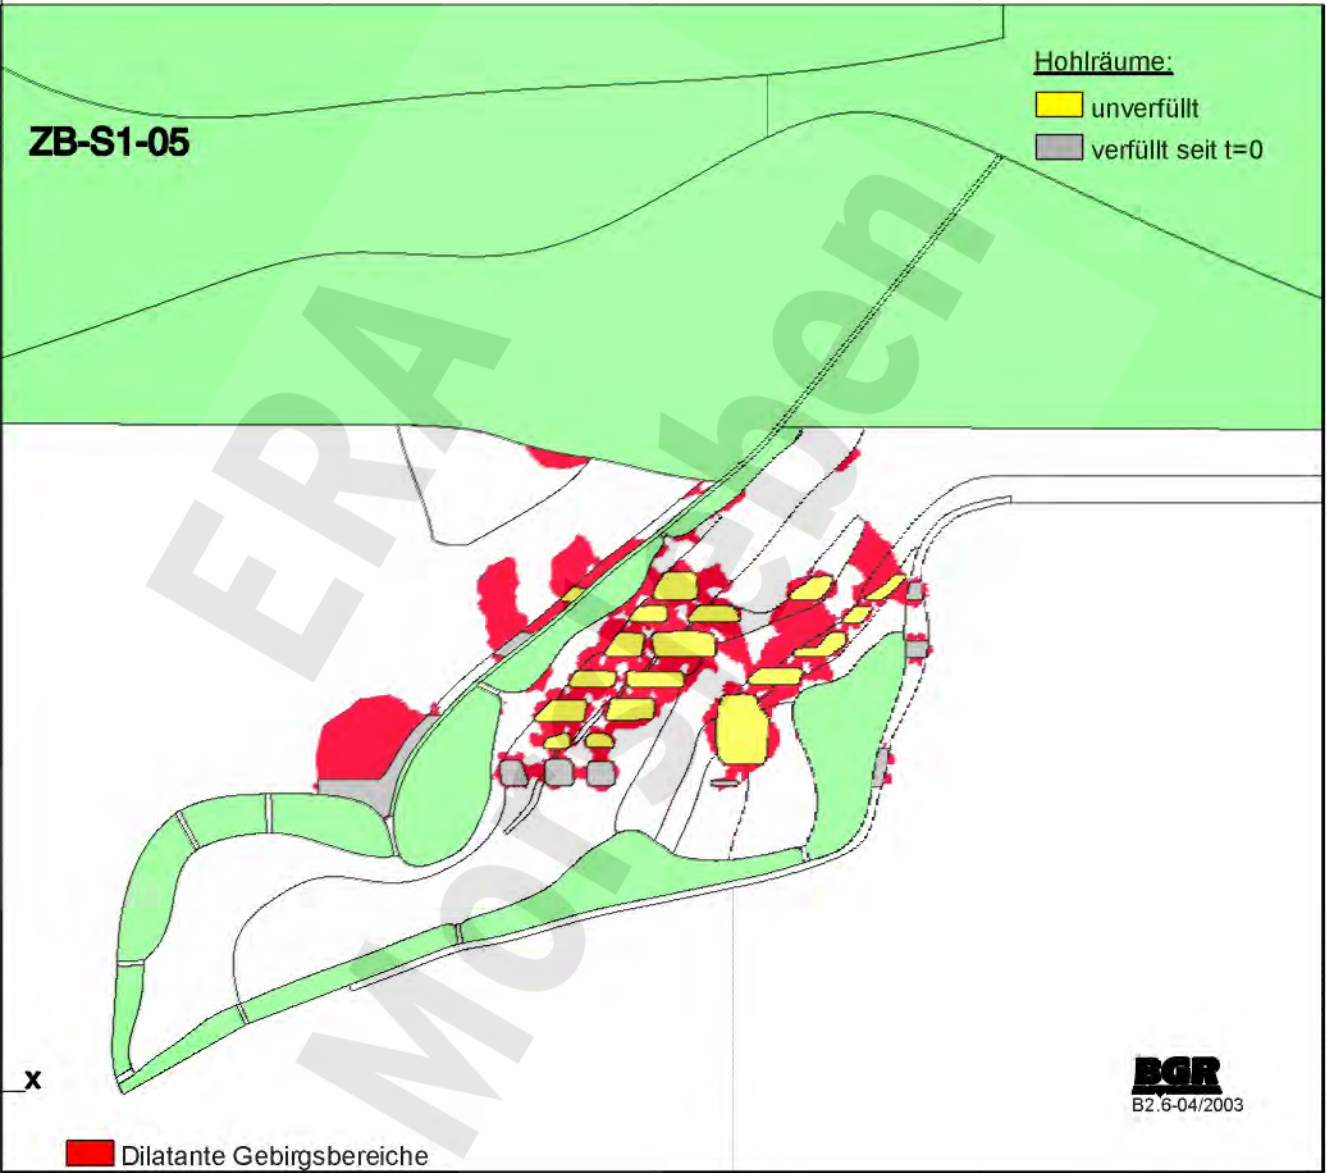 Hohlräume:
unverfüllt
ZB-S1-05
verfüllt seit t=0
ERA
Morsleben
x
BGR
B2.6-04/2003
Dilatante Gebirgsbereiche